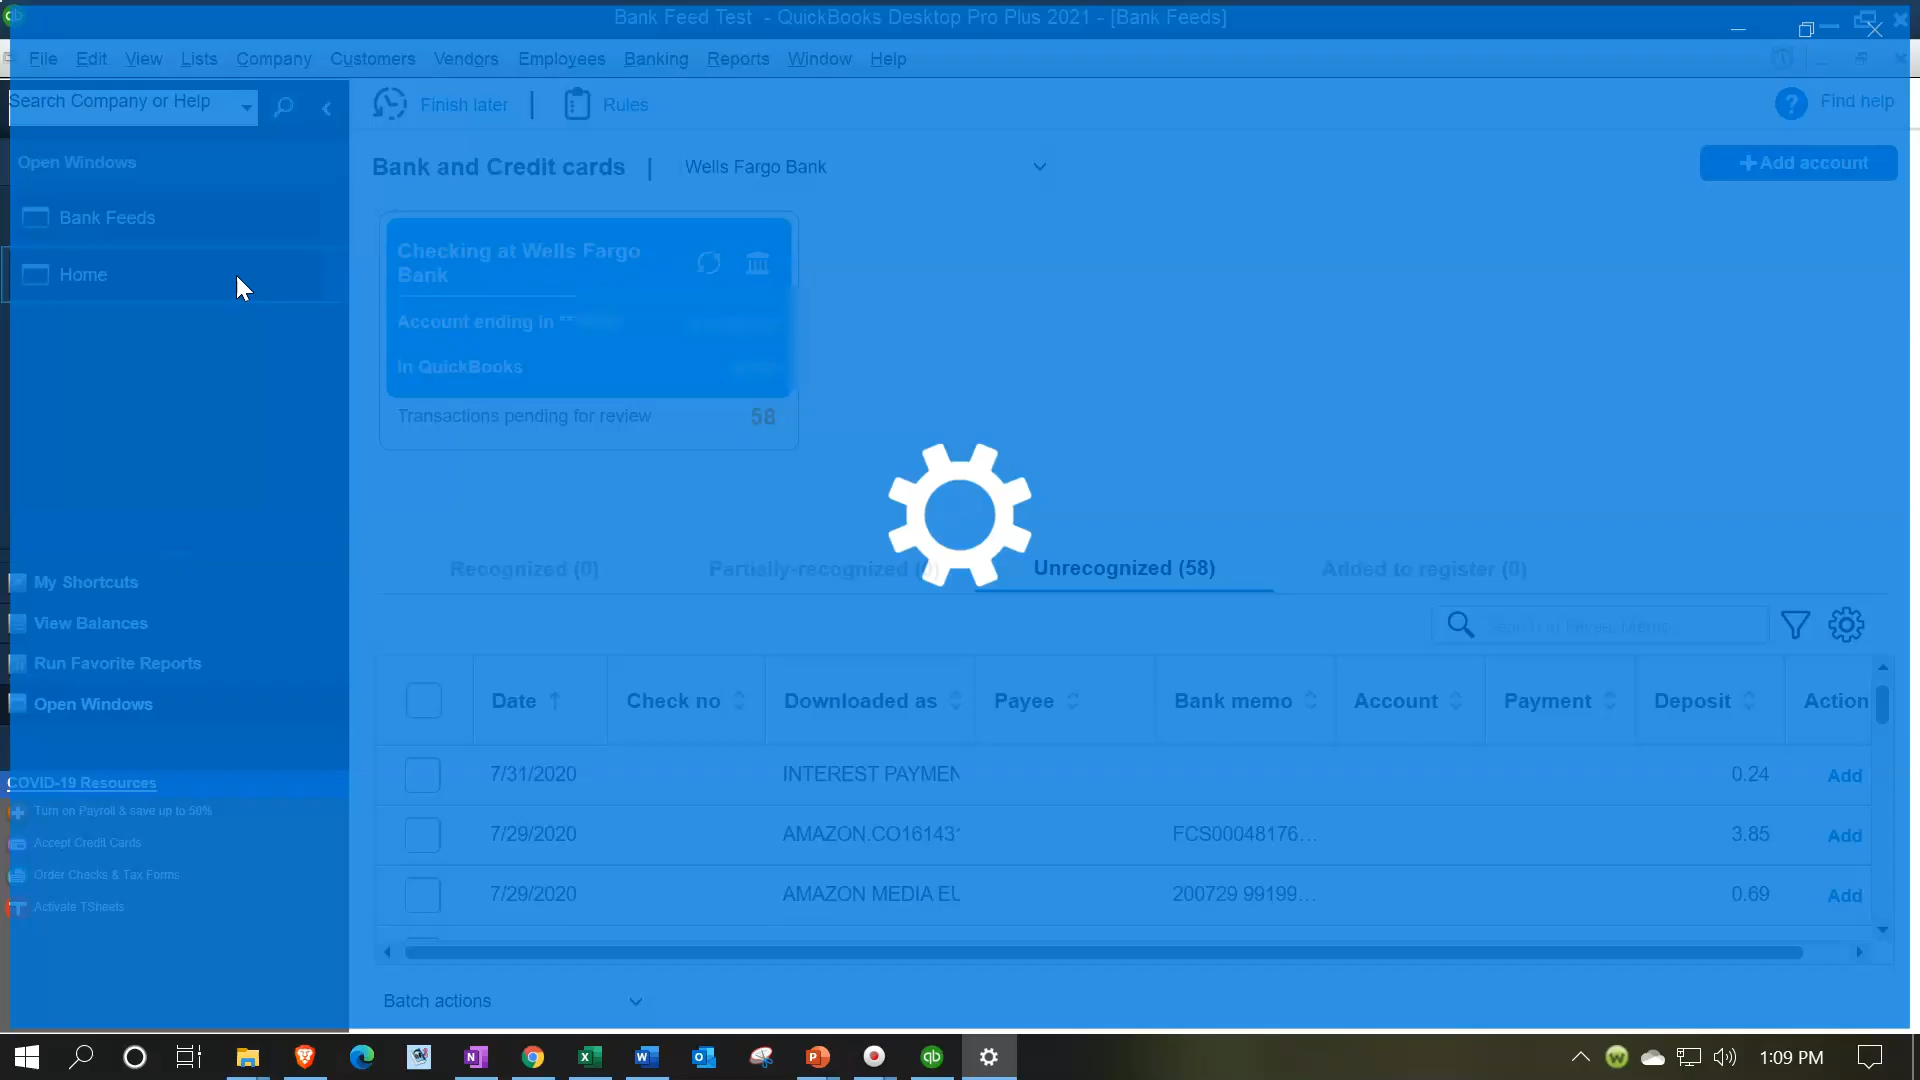 Bank Feed Test - QuickBooks Desktop Pro Plus 2021 - [Bank Feeds]
File Edit View Lists Company Customers Vendors Employees Banking Reports Window Help
Search Company or Help
Finish later | Rules
Find help
Open Windows
Bank and Credit cards | Wells Fargo Bank
Add account
Bank Feeds
Home
Checking at Wells Fargo
Bank
Account ending in **
In QuickBooks
Transactions pending for review 58
Recognized (0) Partially-recognized (0) Unrecognized (58) Added to register (0)
My Shortcuts
View Balances
Run Favorite Reports
Open Windows
Date Check no Downloaded as Payee Bank memo Account Payment Deposit Action
7/31/2020 INTEREST PAYMEN 0.24 Add
7/29/2020 AMAZON.CO16143 FCS00048176... 3.85 Add
7/29/2020 AMAZON MEDIA EU 200729 99199... 0.69 Add
COVID-19 Resources
Turn on Payroll & save up to 50%
Accept Credit Cards
Order Checks & Tax Forms
Activate TSheets
Batch actions
1:09 PM